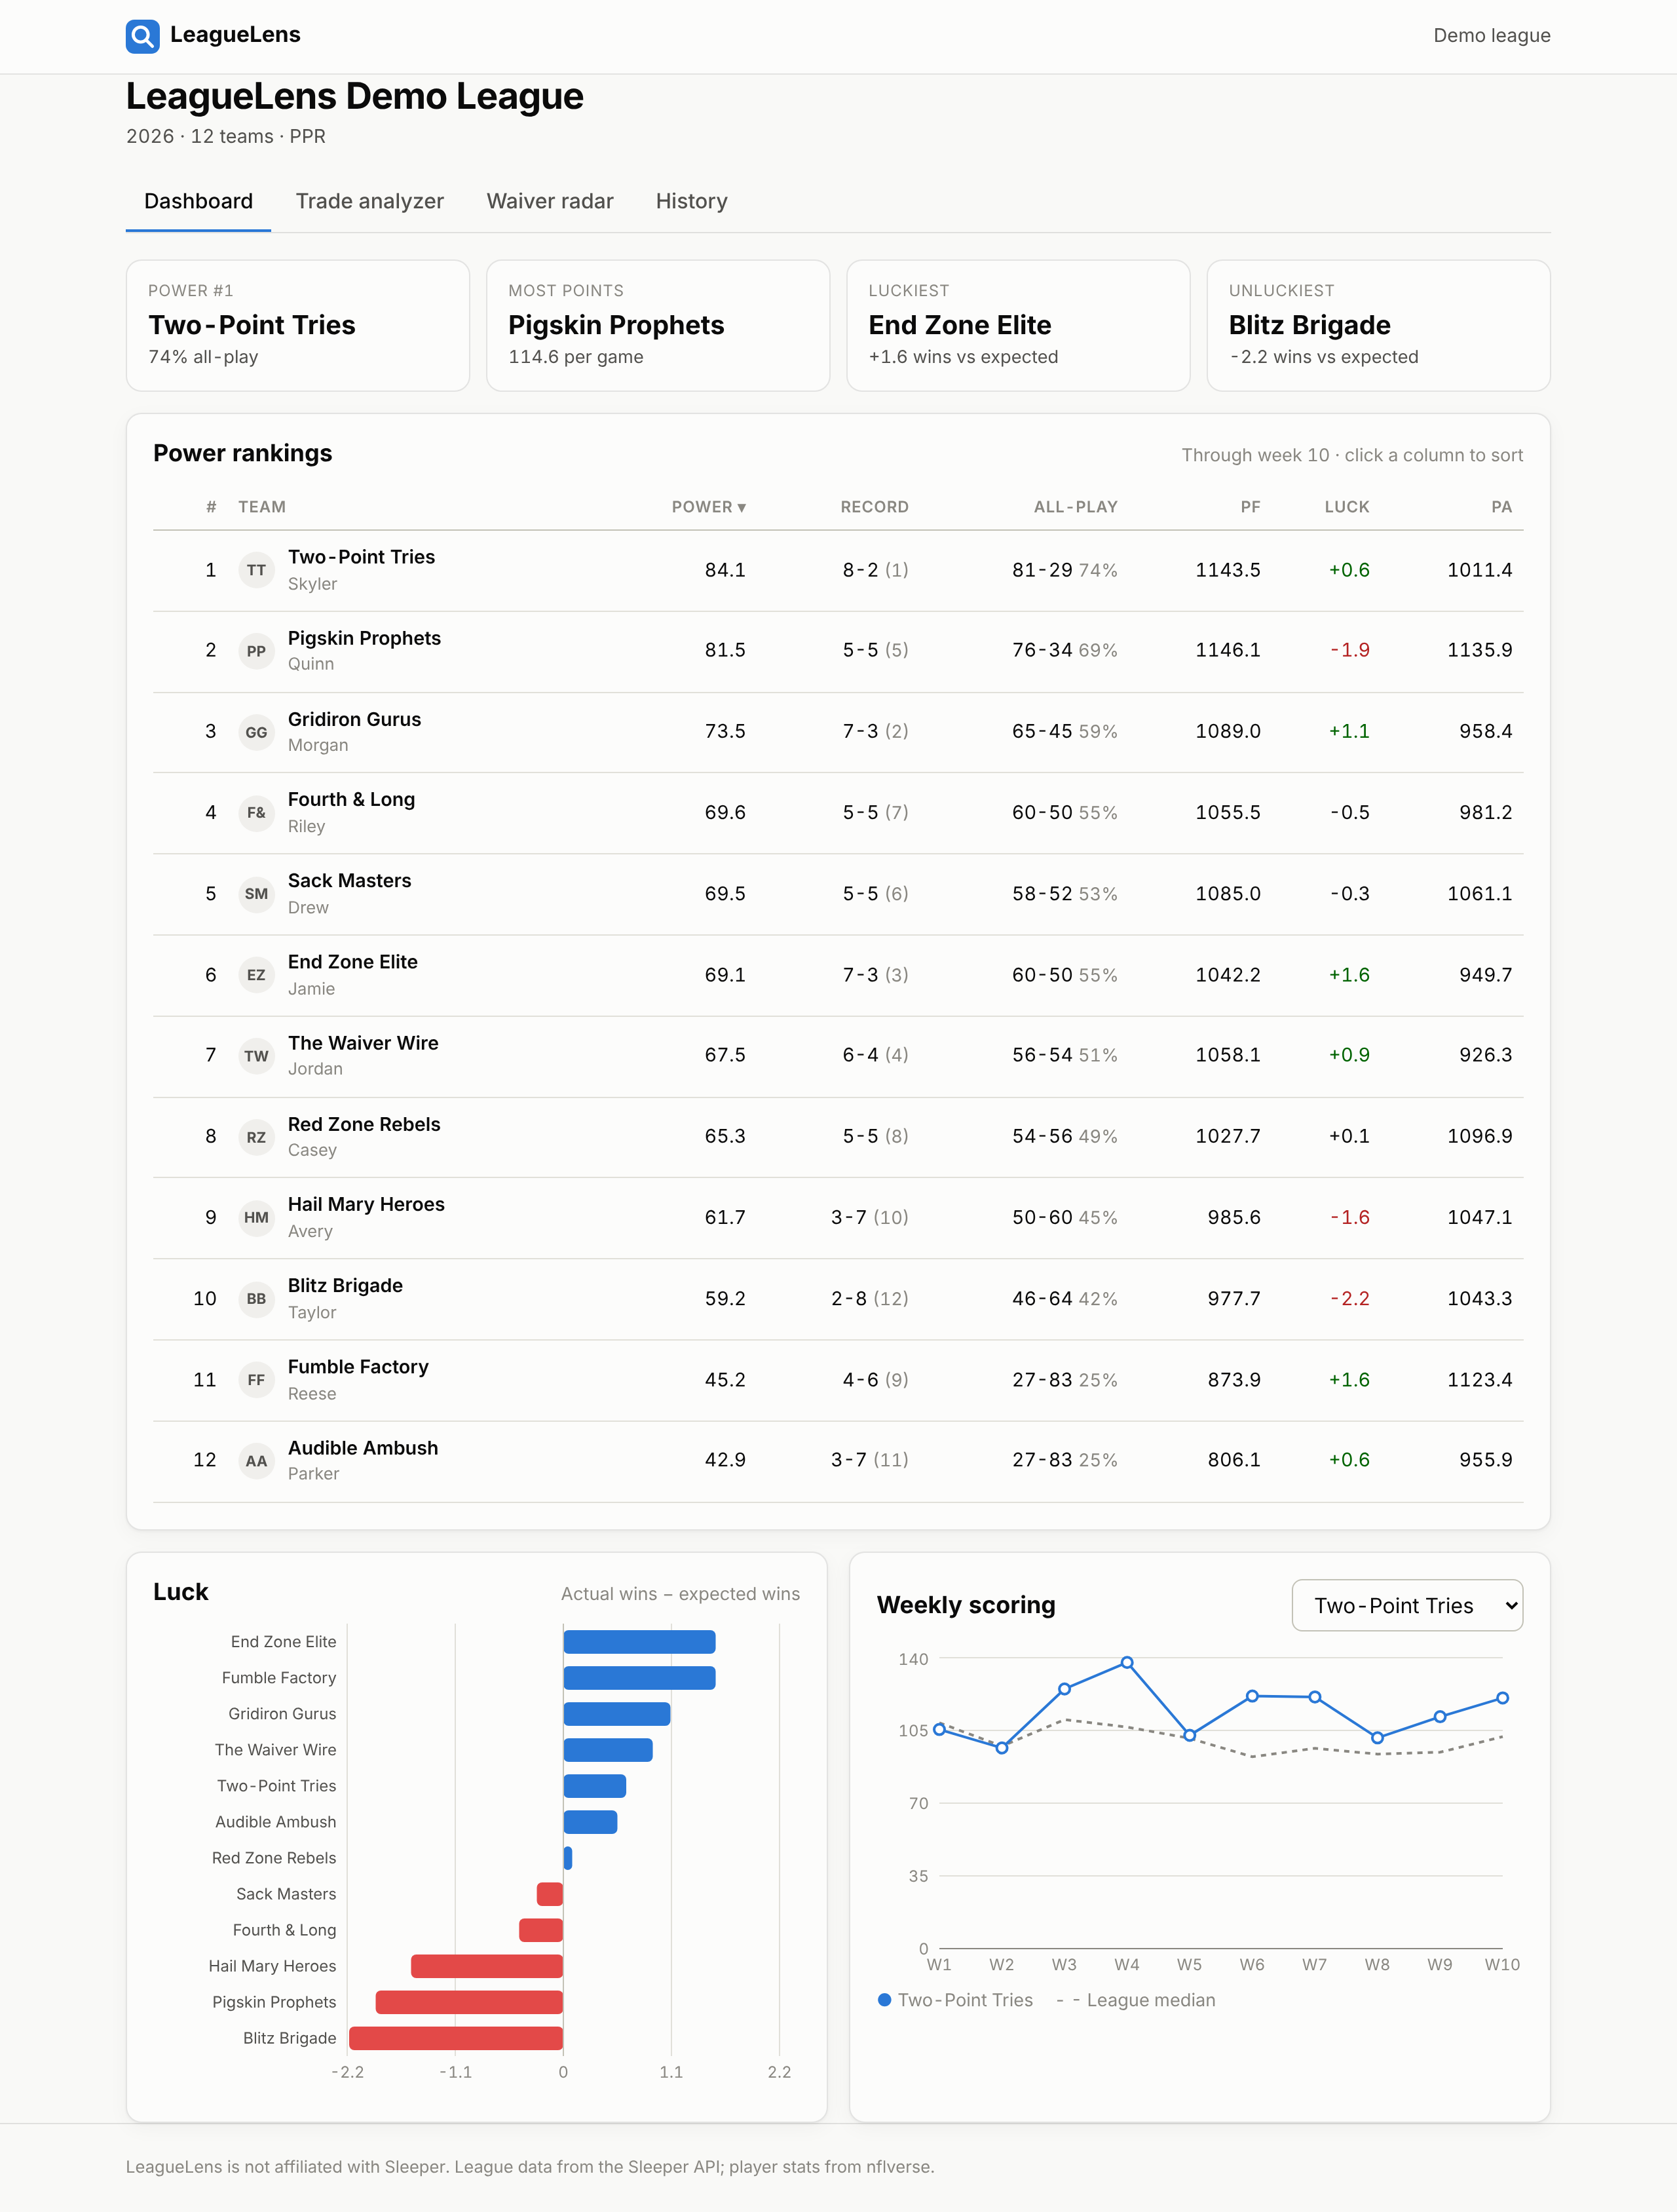 LeagueLens
Demo league
LeagueLens Demo League
2026 · 12 teams · PPR
Dashboard Trade analyzer Waiver radar History
POWER #1
Two-Point Tries
74% all-play
MOST POINTS
Pigskin Prophets
114.6 per game
LUCKIEST
End Zone Elite
+1.6 wins vs expected
UNLUCKIEST
Blitz Brigade
-2.2 wins vs expected
Power rankings
Through week 10 · click a column to sort
# TEAM POWER ▾ RECORD ALL-PLAY PF LUCK PA
1 TT Two-Point Tries 84.1 8-2 (1) 81-29 74% 1143.5 +0.6 1011.4
Skyler
2 PP Pigskin Prophets 81.5 5-5 (5) 76-34 69% 1146.1 -1.9 1135.9
Quinn
3 GG Gridiron Gurus 73.5 7-3 (2) 65-45 59% 1089.0 +1.1 958.4
Morgan
4 F& Fourth & Long 69.6 5-5 (7) 60-50 55% 1055.5 -0.5 981.2
Riley
5 SM Sack Masters 69.5 5-5 (6) 58-52 53% 1085.0 -0.3 1061.1
Drew
6 EZ End Zone Elite 69.1 7-3 (3) 60-50 55% 1042.2 +1.6 949.7
Jamie
7 TW The Waiver Wire 67.5 6-4 (4) 56-54 51% 1058.1 +0.9 926.3
Jordan
8 RZ Red Zone Rebels 65.3 5-5 (8) 54-56 49% 1027.7 +0.1 1096.9
Casey
9 HM Hail Mary Heroes 61.7 3-7 (10) 50-60 45% 985.6 -1.6 1047.1
Avery
10 BB Blitz Brigade 59.2 2-8 (12) 46-64 42% 977.7 -2.2 1043.3
Taylor
11 FF Fumble Factory 45.2 4-6 (9) 27-83 25% 873.9 +1.6 1123.4
Reese
12 AA Audible Ambush 42.9 3-7 (11) 27-83 25% 806.1 +0.6 955.9
Parker
Luck
Actual wins – expected wins
End Zone Elite
Fumble Factory
Gridiron Gurus
The Waiver Wire
Two-Point Tries
Audible Ambush
Red Zone Rebels
Sack Masters
Fourth & Long
Hail Mary Heroes
Pigskin Prophets
Blitz Brigade
-2.2 -1.1 0 1.1 2.2
Weekly scoring
Two-Point Tries
140
105
70
35
0
W1 W2 W3 W4 W5 W6 W7 W8 W9 W10
Two-Point Tries - - League median
LeagueLens is not affiliated with Sleeper. League data from the Sleeper API; player stats from nflverse.